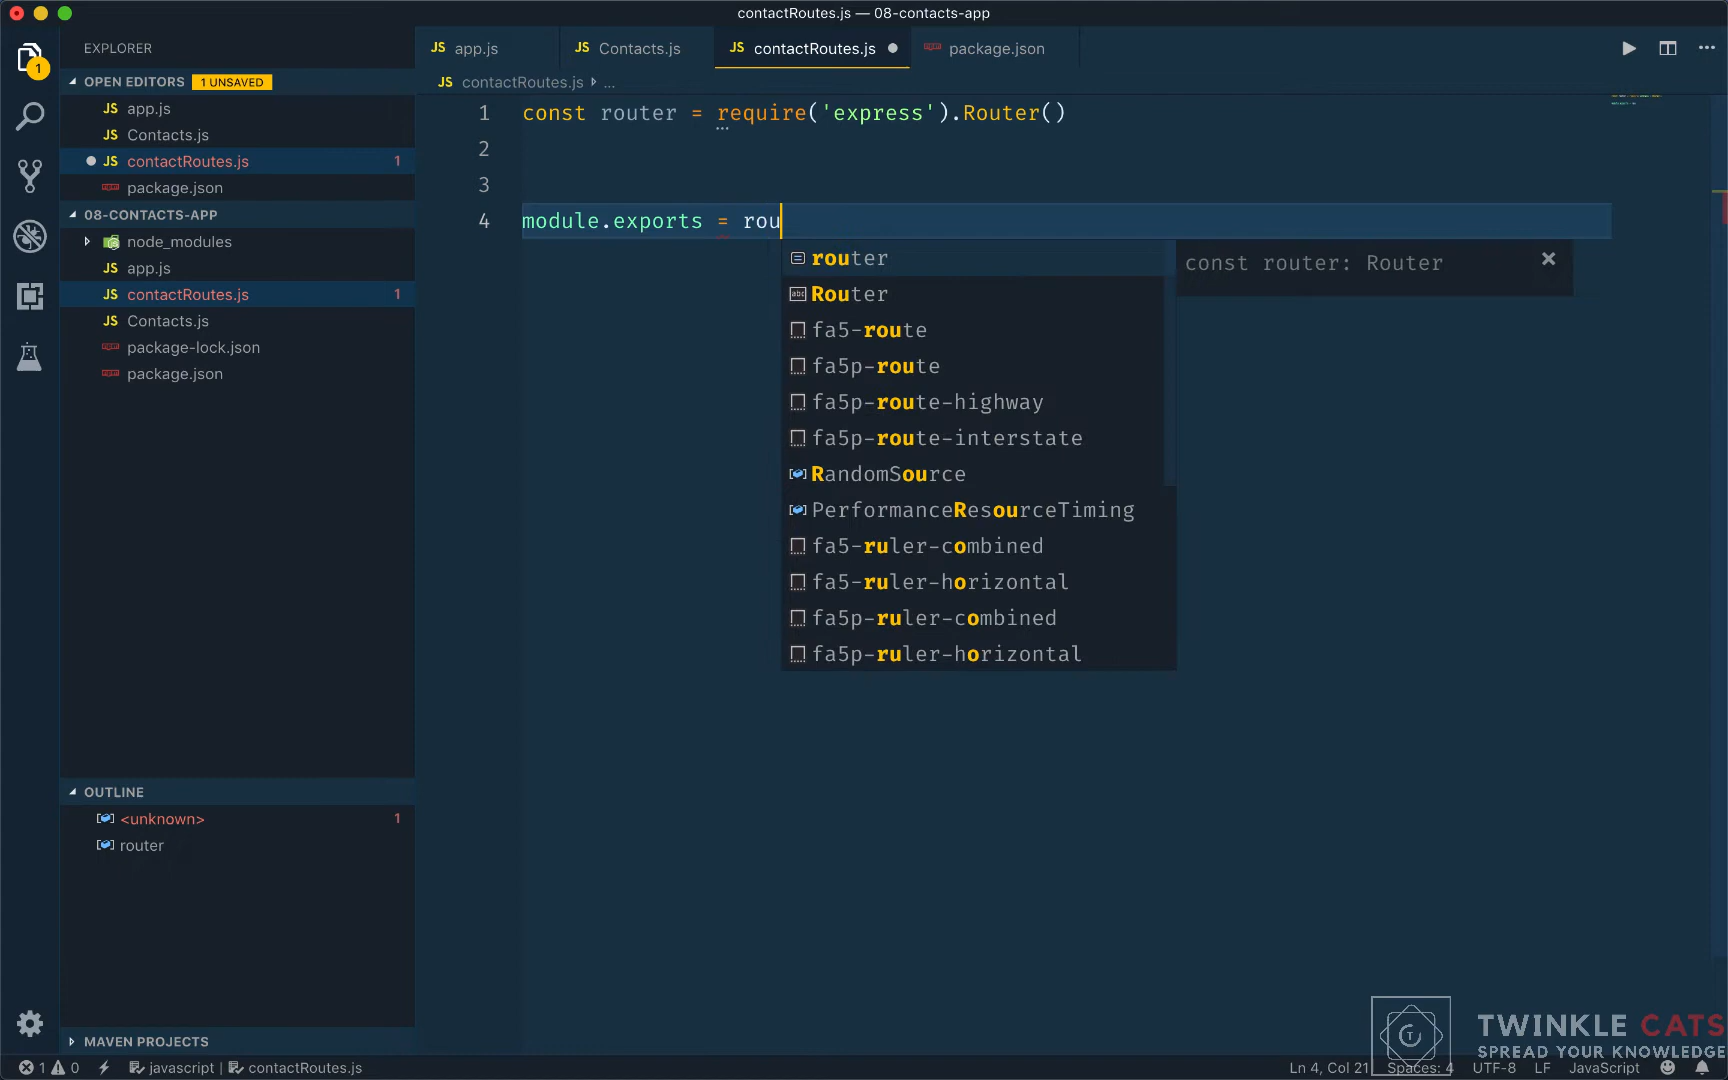 contactRoutes.js — 08-contacts-app
EXPLORER
OPEN EDITORS 1 UNSAVED
JS app.js
JS Contacts.js
JS contactRoutes.js 1
package.json
08-CONTACTS-APP
node_modules
JS app.js
JS contactRoutes.js 1
JS Contacts.js
package-lock.json
package.json
OUTLINE
<unknown> 1
router
MAVEN PROJECTS
1
JS app.js
JS Contacts.js
JS contactRoutes.js
package.json
JS contactRoutes.js ...
1 const router = require('express').Router()
2
3
4 module.exports = rou
router
Router
fa5-route
fa5p-route
fa5p-route-highway
fa5p-route-interstate
RandomSource
PerformanceResourceTiming
fa5-ruler-combined
fa5-ruler-horizontal
fa5p-ruler-combined
fa5p-ruler-horizontal
const router: Router
TWINKLE CATS
SPREAD YOUR KNOWLEDGE
1 0 javascript | contactRoutes.js Ln 4, Col 21 Spaces: 4 UTF-8 LF JavaScript